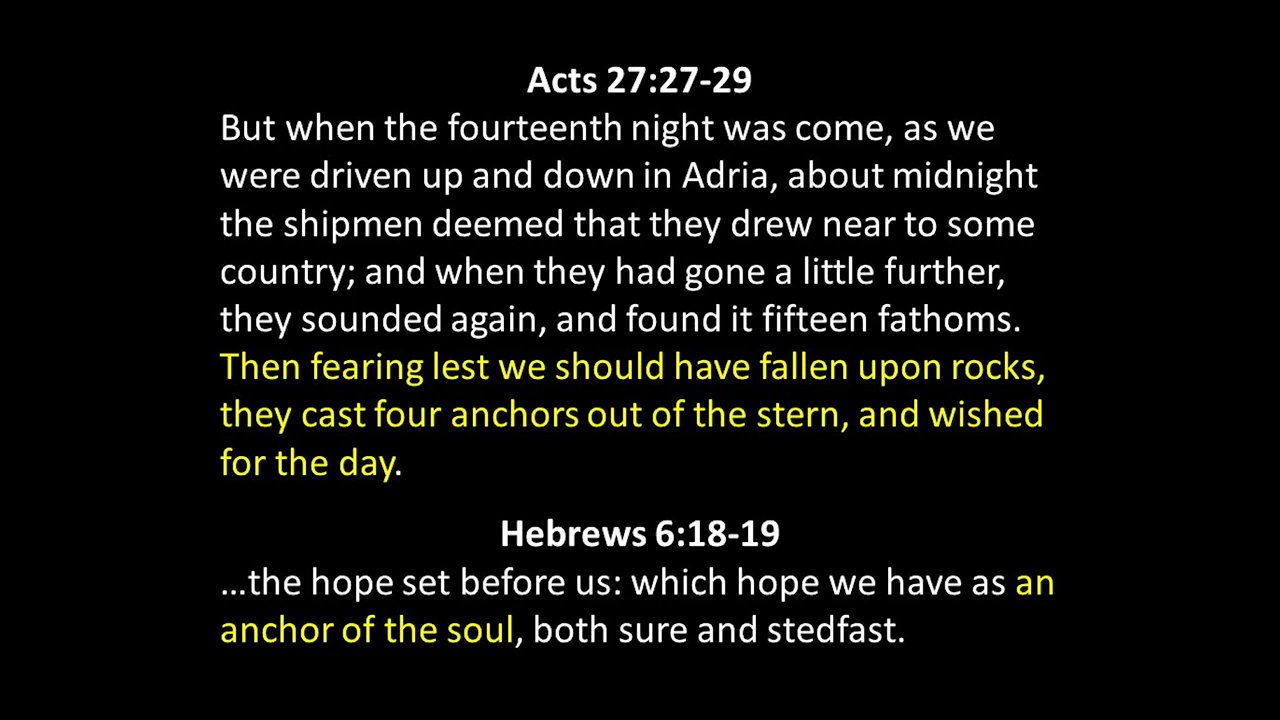 Acts 27:27-29
But when the fourteenth night was come, as we
were driven up and down in Adria, about midnight
the shipmen deemed that they drew near to some
country; and when they had gone a little further,
they sounded again, and found it fifteen fathoms.
Then fearing lest we should have fallen upon rocks,
they cast four anchors out of the stern, and wished
for the day.
Hebrews 6:18-19
…the hope set before us: which hope we have as an
anchor of the soul, both sure and stedfast.